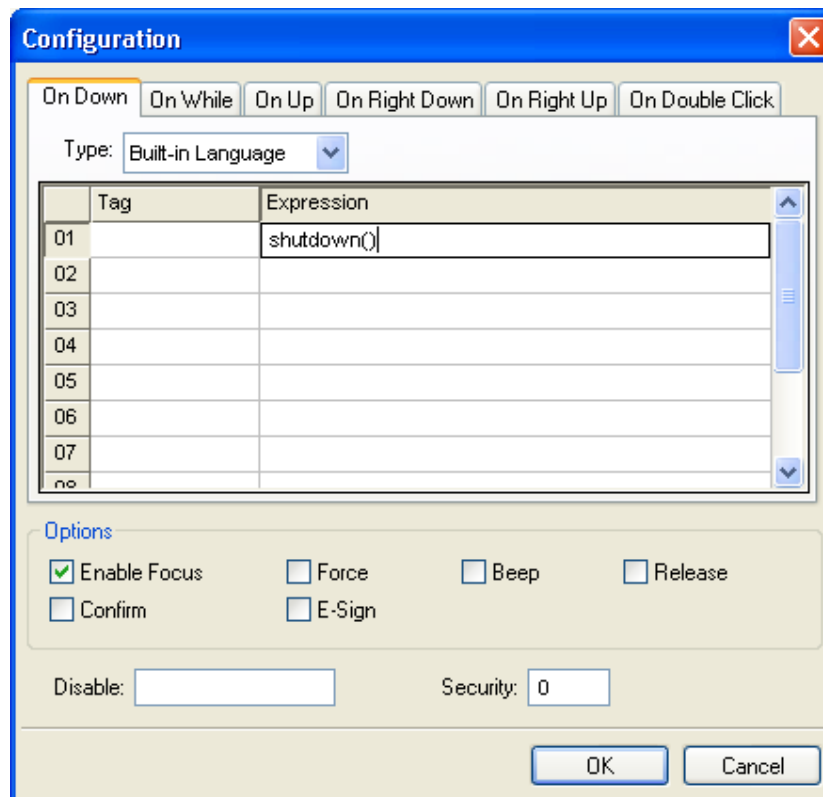 Configuration
On Down On While On Up On Right Down On Right Up On Double Click
Type: Built-in Language
Tag Expression
01 shutdown()
02
03
04
05
06
07
08
Options
Enable Focus Force Beep Release
Confirm E-Sign
Disable: Security: 0
OK Cancel